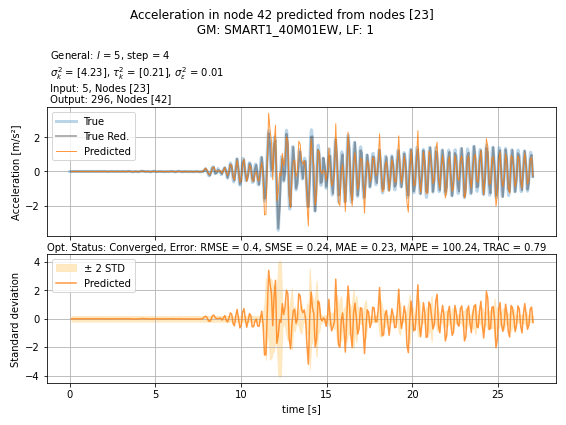 Acceleration in node 42 predicted from nodes [23]
GM: SMART1_40M01EW, LF: 1
General: l = 5, step = 4
σ²ₖ = [4.23], τ²ₖ = [0.21], σ²ε = 0.01
Input: 5, Nodes [23]
Output: 296, Nodes [42]
True
True Red.
Predicted
Acceleration [m/s²]
2
0
−2
Opt. Status: Converged, Error: RMSE = 0.4, SMSE = 0.24, MAE = 0.23, MAPE = 100.24, TRAC = 0.79
± 2 STD
Predicted
Standard deviation
4
2
0
−2
−4
0 5 10 15 20 25
time [s]